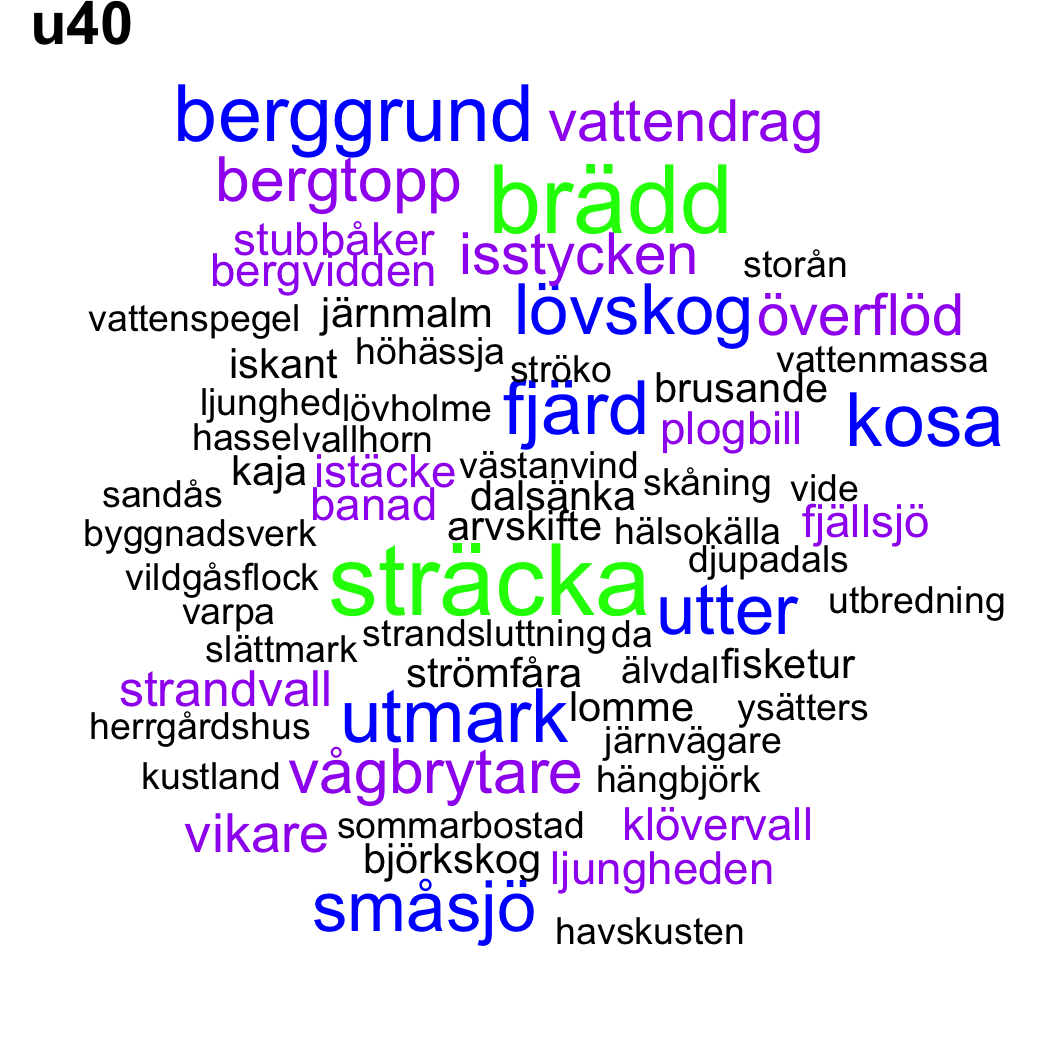 u40
berggrund vattendrag
bergtopp brädd
stubbåker isstycken
bergvidden storån
vattenspegel järnmalm lövskog överflöd
iskant höhässja ströko vattenmassa
ljunghed lövholme fjärd brusande
hassel vallhorn plogbill kosa
kaja istäcke västanvind
sandås banad dalsänka skåning vide
byggnadsverk arvskifte hälsokälla fjällsjö
vildgåsflock sträcka djupadals
varpa utter utbredning
slättmark strandsluttning da
strandvall strömfåra älvdal fisketur
herrgårdshus utmark lomme ysätters
järnvägare
kustland vågbrytare hängbjörk
vikare sommarbostad klövervall
björkskog ljungheden
småsjö havskusten